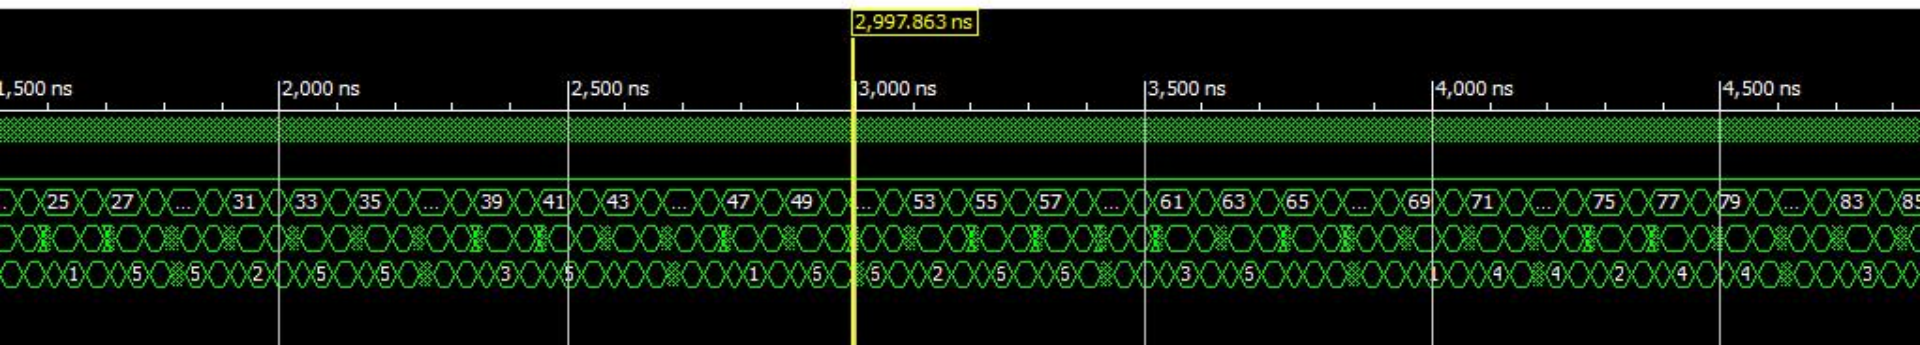 2,997.863 ns
1,500 ns 2,000 ns 2,500 ns 3,000 ns 3,500 ns 4,000 ns 4,500 ns
25 27 ... 31 33 35 ... 39 41 43 ... 47 49 ... 53 55 57 ... 61 63 65 ... 69 71 ... 75 77 79 ... 83 85
1 5 5 2 5 5 3 5 1 5 5 2 5 5 3 5 1 4 4 2 4 4 3